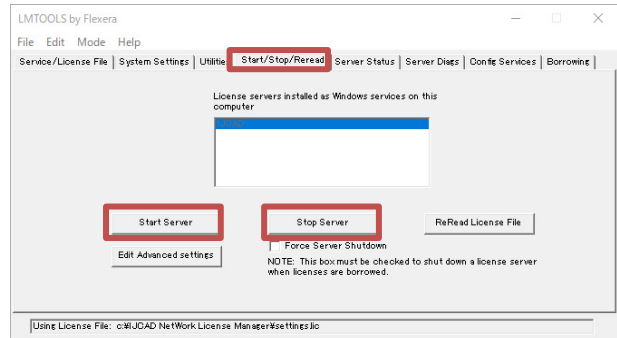 LMTOOLS by Flexera
File Edit Mode Help
Service/License File System Settings Utilitie Start/Stop/Reread Server Status Server Diags Config Services Borrowing
License servers installed as Windows services on this
computer
IJCAD
Start Server Stop Server ReRead License File
Edit Advanced settings Force Server Shutdown
NOTE: This box must be checked to shut down a license server
when licenses are borrowed.
Using License File: c:¥IJCAD NetWork License Manager¥settings.lic